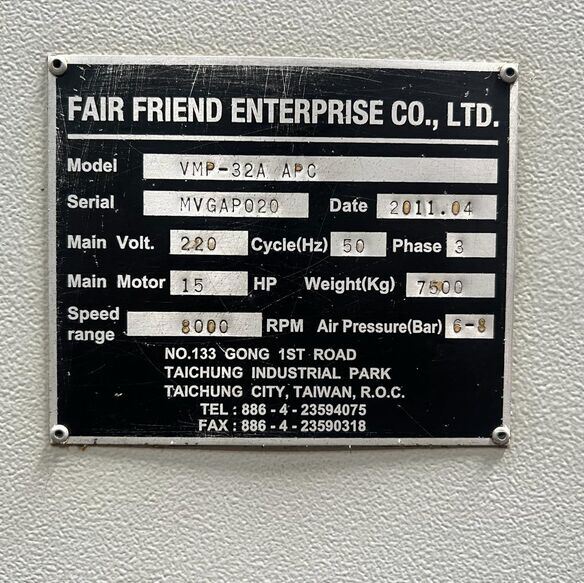 FAIR FRIEND ENTERPRISE CO., LTD.
Model VMP-32A APC
Serial MVGAP020 Date 2011.04
Main Volt. 220 Cycle(Hz) 50 Phase 3
Main Motor 15 HP Weight(Kg) 7500
Speed range 8000 RPM Air Pressure(Bar) 6-8
NO.133 GONG 1ST ROAD
TAICHUNG INDUSTRIAL PARK
TAICHUNG CITY, TAIWAN, R.O.C.
TEL : 886 - 4 - 23594075
FAX : 886 - 4 - 23590318